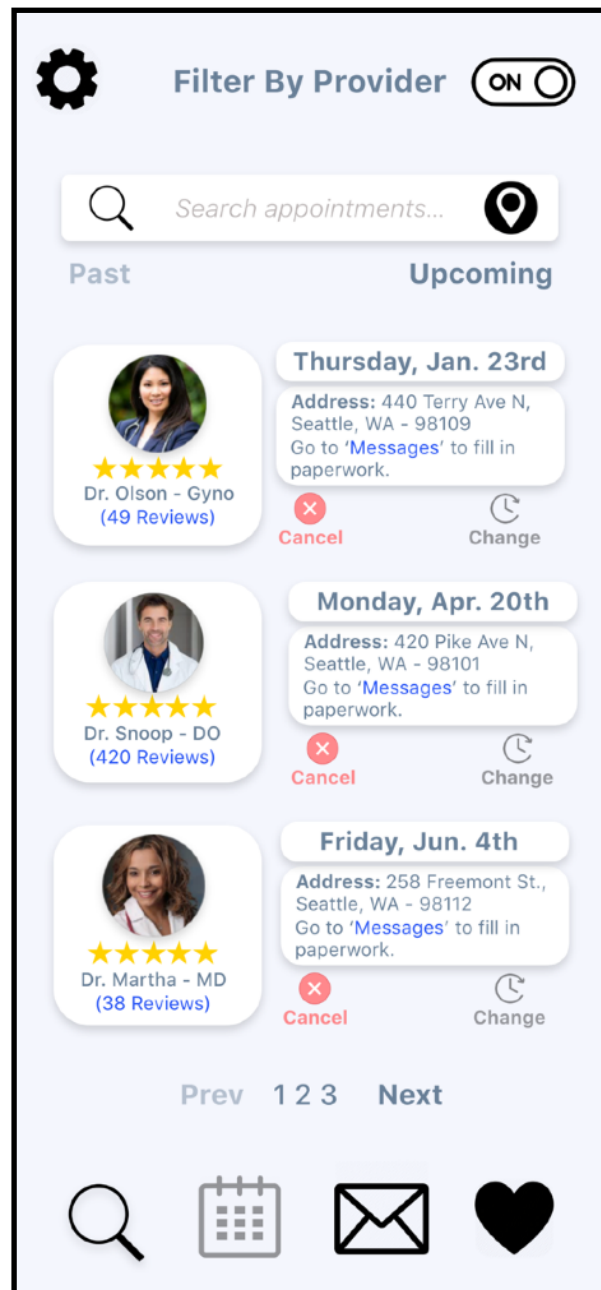 Filter By Provider ON
Search appointments...
Past Upcoming
Thursday, Jan. 23rd
Address: 440 Terry Ave N,
Seattle, WA - 98109
Go to ‘Messages’ to fill in
paperwork.
Dr. Olson - Gyno
(49 Reviews)
Cancel Change
Monday, Apr. 20th
Address: 420 Pike Ave N,
Seattle, WA - 98101
Go to ‘Messages’ to fill in
paperwork.
Dr. Snoop - DO
(420 Reviews)
Cancel Change
Friday, Jun. 4th
Address: 258 Freemont St.,
Seattle, WA - 98112
Go to ‘Messages’ to fill in
paperwork.
Dr. Martha - MD
(38 Reviews)
Cancel Change
Prev 1 2 3 Next